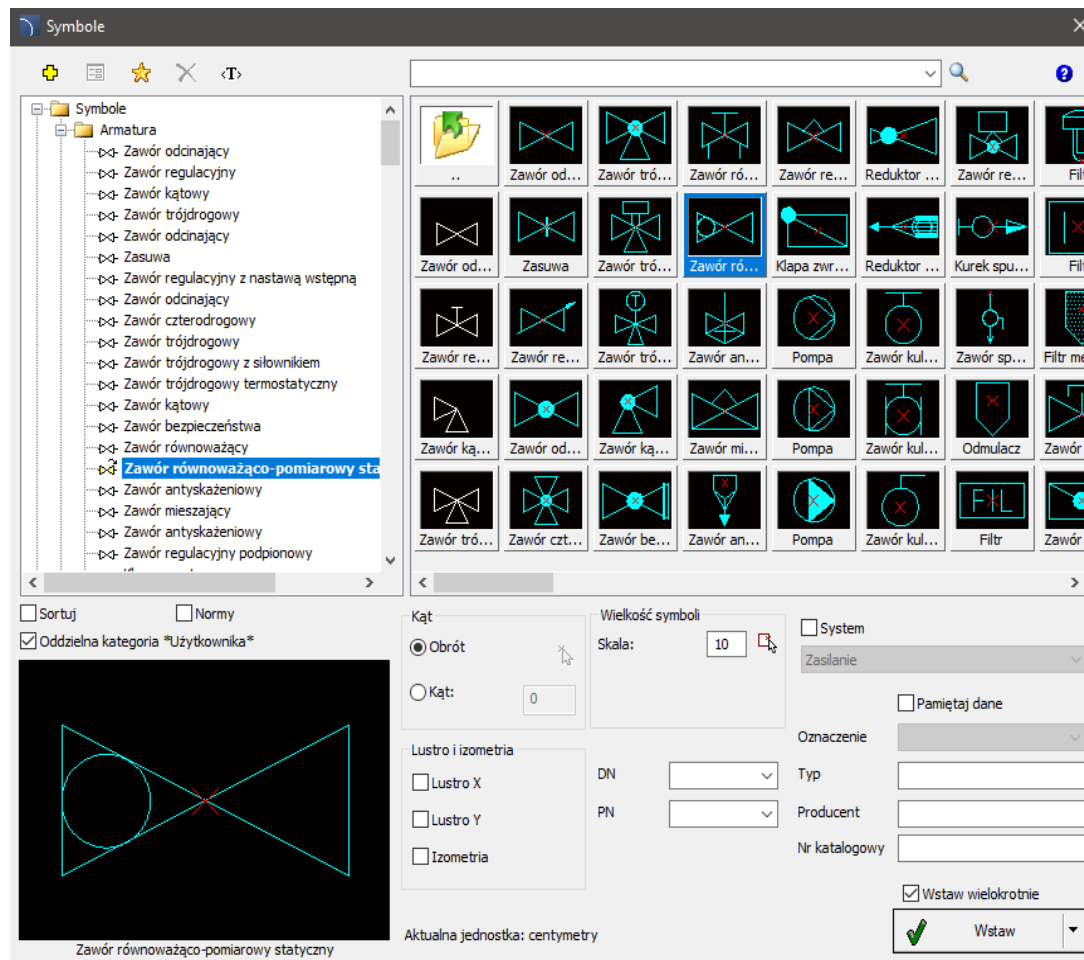 Symbole
<T>
?
Symbole
Armatura
Zawór odcinający
Zawór regulacyjny
Zawór kątowy
Zawór trójdrogowy
Zawór odcinający
Zasuwa
Zawór regulacyjny z nastawą wstępną
Zawór odcinający
Zawór czterodrogowy
Zawór trójdrogowy
Zawór trójdrogowy z siłownikiem
Zawór trójdrogowy termostatyczny
Zawór kątowy
Zawór bezpieczeństwa
Zawór równoważący
Zawór równoważąco-pomiarowy sta
Zawór antyskażeniowy
Zawór mieszający
Zawór antyskażeniowy
Zawór regulacyjny podpionowy
.. Zawór od... Zawór tró... Zawór ró... Zawór re... Reduktor ... Zawór re... Filt
Zawór od... Zasuwa Zawór tró... Zawór ró... Klapa zwr... Reduktor ... Kurek spu... Filt
T
Zawór re... Zawór re... Zawór tró... Zawór an... Pompa Zawór kul... Zawór sp... Filtr me
Zawór ką... Zawór od... Zawór ką... Zawór mi... Pompa Zawór kul... Odmulacz Zawór
F L
Zawór tró... Zawór czt... Zawór be... Zawór an... Pompa Zawór kul... Filtr Zawór
Sortuj Normy
Oddzielna kategoria *Użytkownika*
Zawór równoważąco-pomiarowy statyczny
Kąt
Obrót
Kąt: 0
Wielkość symboli
Skala: 10
System
Zasilanie
Pamiętaj dane
Lustro i izometria
Lustro X
Lustro Y
Izometria
DN
PN
Oznaczenie
Typ
Producent
Nr katalogowy
Wstaw wielokrotnie
Aktualna jednostka: centymetry
Wstaw